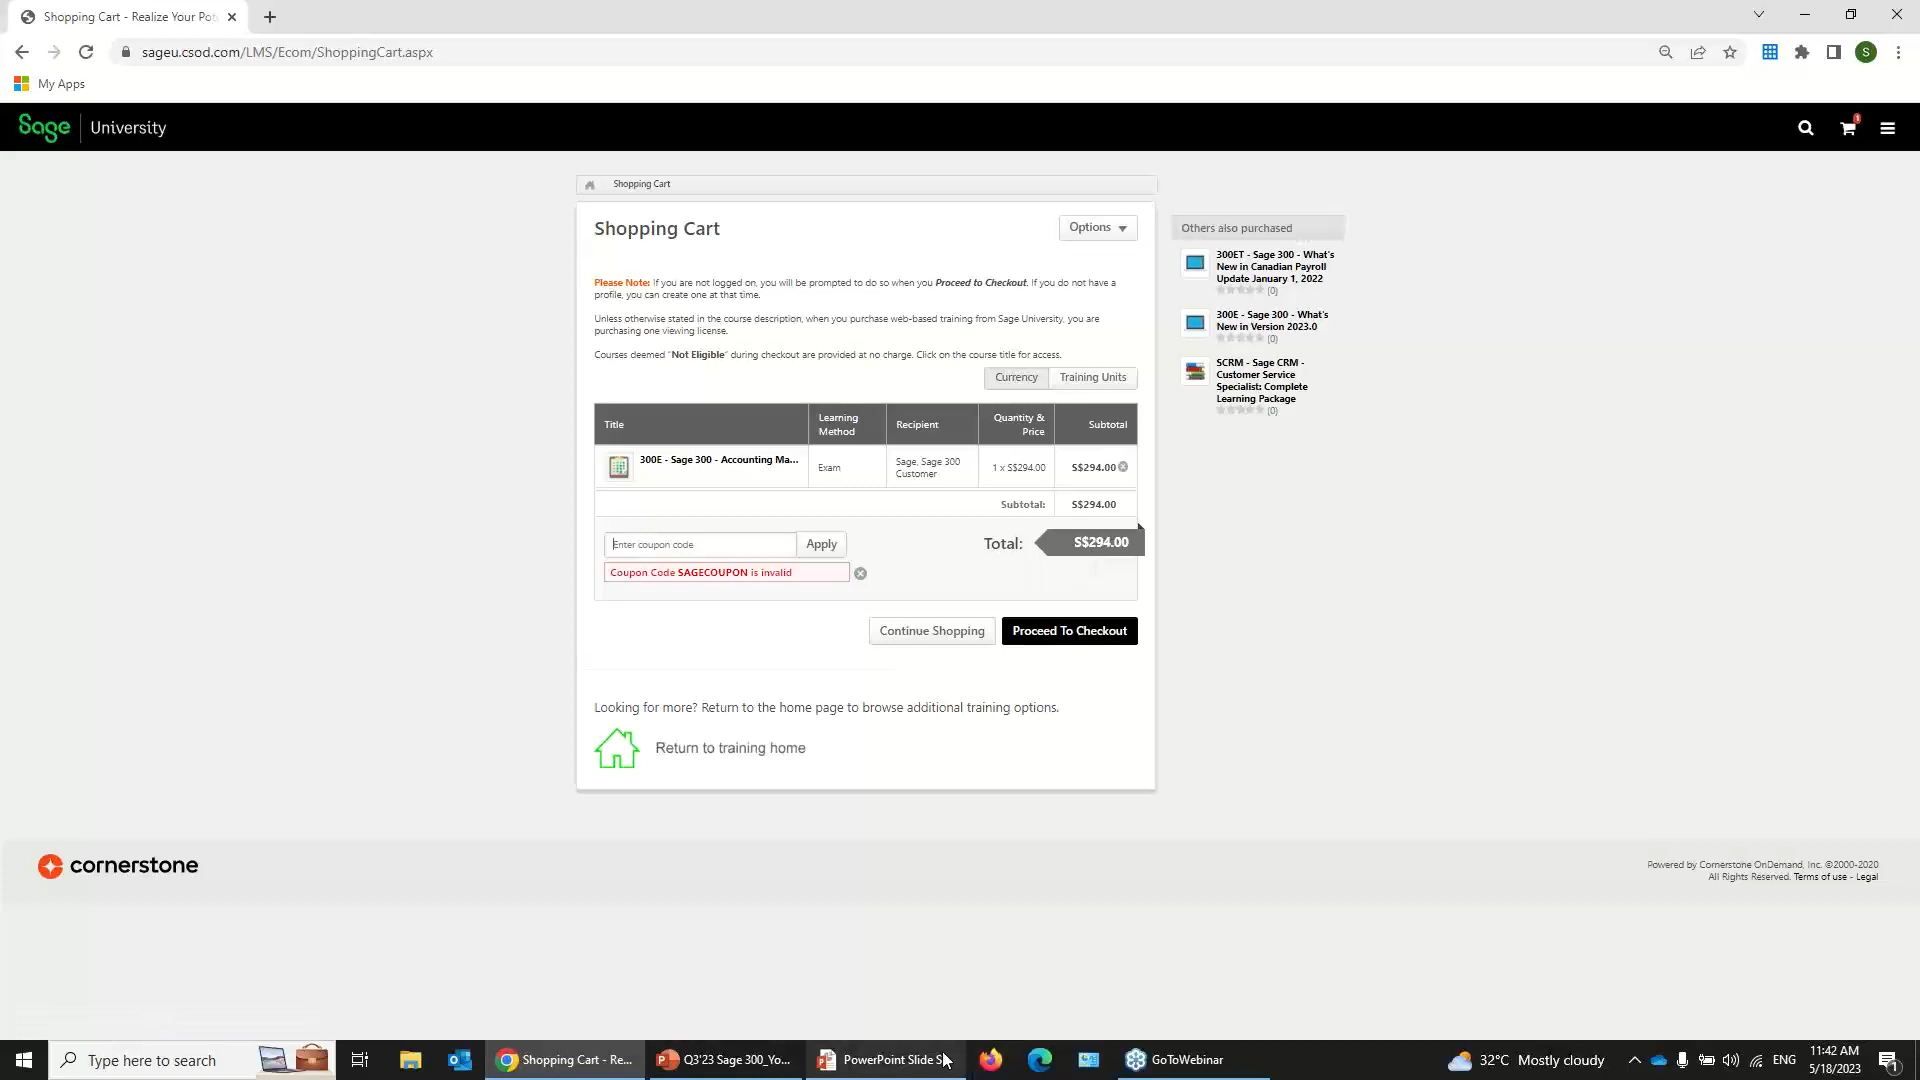 Shopping Cart - Realize Your Pot
sageu.csod.com/LMS/Ecom/ShoppingCart.aspx
S
My Apps
Sage University
1
Shopping Cart
Shopping Cart
Options
Please Note: If you are not logged on, you will be prompted to do so when you Proceed to Checkout. If you do not have a
profile, you can create one at that time.
Unless otherwise stated in the course description, when you purchase web-based training from Sage University, you are
purchasing one viewing license.
Courses deemed "Not Eligible" during checkout are provided at no charge. Click on the course title for access.
Currency Training Units
Title Learning Method Recipient Quantity & Price Subtotal
300E - Sage 300 - Accounting Ma... Exam Sage, Sage 300 Customer 1 x S$294.00 S$294.00
Subtotal: S$294.00
Enter coupon code Apply Total: S$294.00
Coupon Code SAGECOUPON is invalid
Continue Shopping Proceed To Checkout
Looking for more? Return to the home page to browse additional training options.
Return to training home
Others also purchased
300ET - Sage 300 - What's
New in Canadian Payroll
Update January 1, 2022
(0)
300E - Sage 300 - What's
New in Version 2023.0
(0)
SCRM - Sage CRM -
Customer Service
Specialist: Complete
Learning Package
(0)
cornerstone
Powered by Cornerstone OnDemand, Inc. ©2000-2020
All Rights Reserved. Terms of use - Legal
Type here to search
Shopping Cart - Re...
Q3'23 Sage 300_Yo...
PowerPoint Slide S
GoToWebinar
32°C Mostly cloudy
ENG
11:42 AM
5/18/2023
1